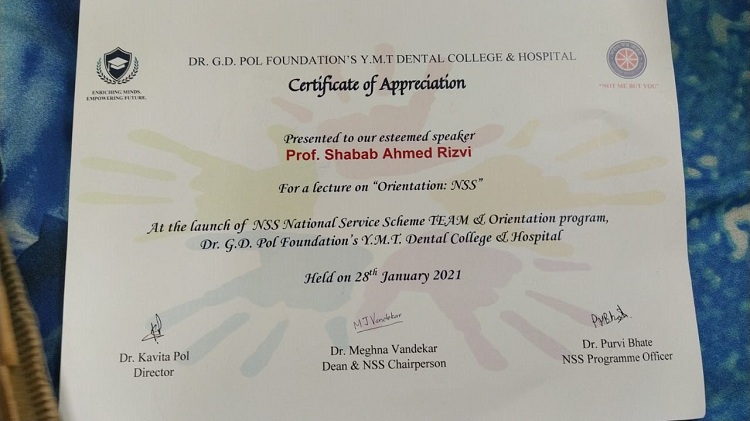 DR. G.D. POL FOUNDATION'S Y.M.T DENTAL COLLEGE & HOSPITAL
Certificate of Appreciation
ENRICHING MINDS.
EMPOWERING FUTURE.
"NOT ME BUT YOU"
Presented to our esteemed speaker
Prof. Shabab Ahmed Rizvi
For a lecture on "Orientation: NSS"
At the launch of NSS National Service Scheme TEAM & Orientation program,
Dr. G.D. Pol Foundation's Y.M.T. Dental College & Hospital
Held on 28th January 2021
MJVandekar
Dr. Kavita Pol
Director
Dr. Meghna Vandekar
Dean & NSS Chairperson
Dr. Purvi Bhate
NSS Programme Officer